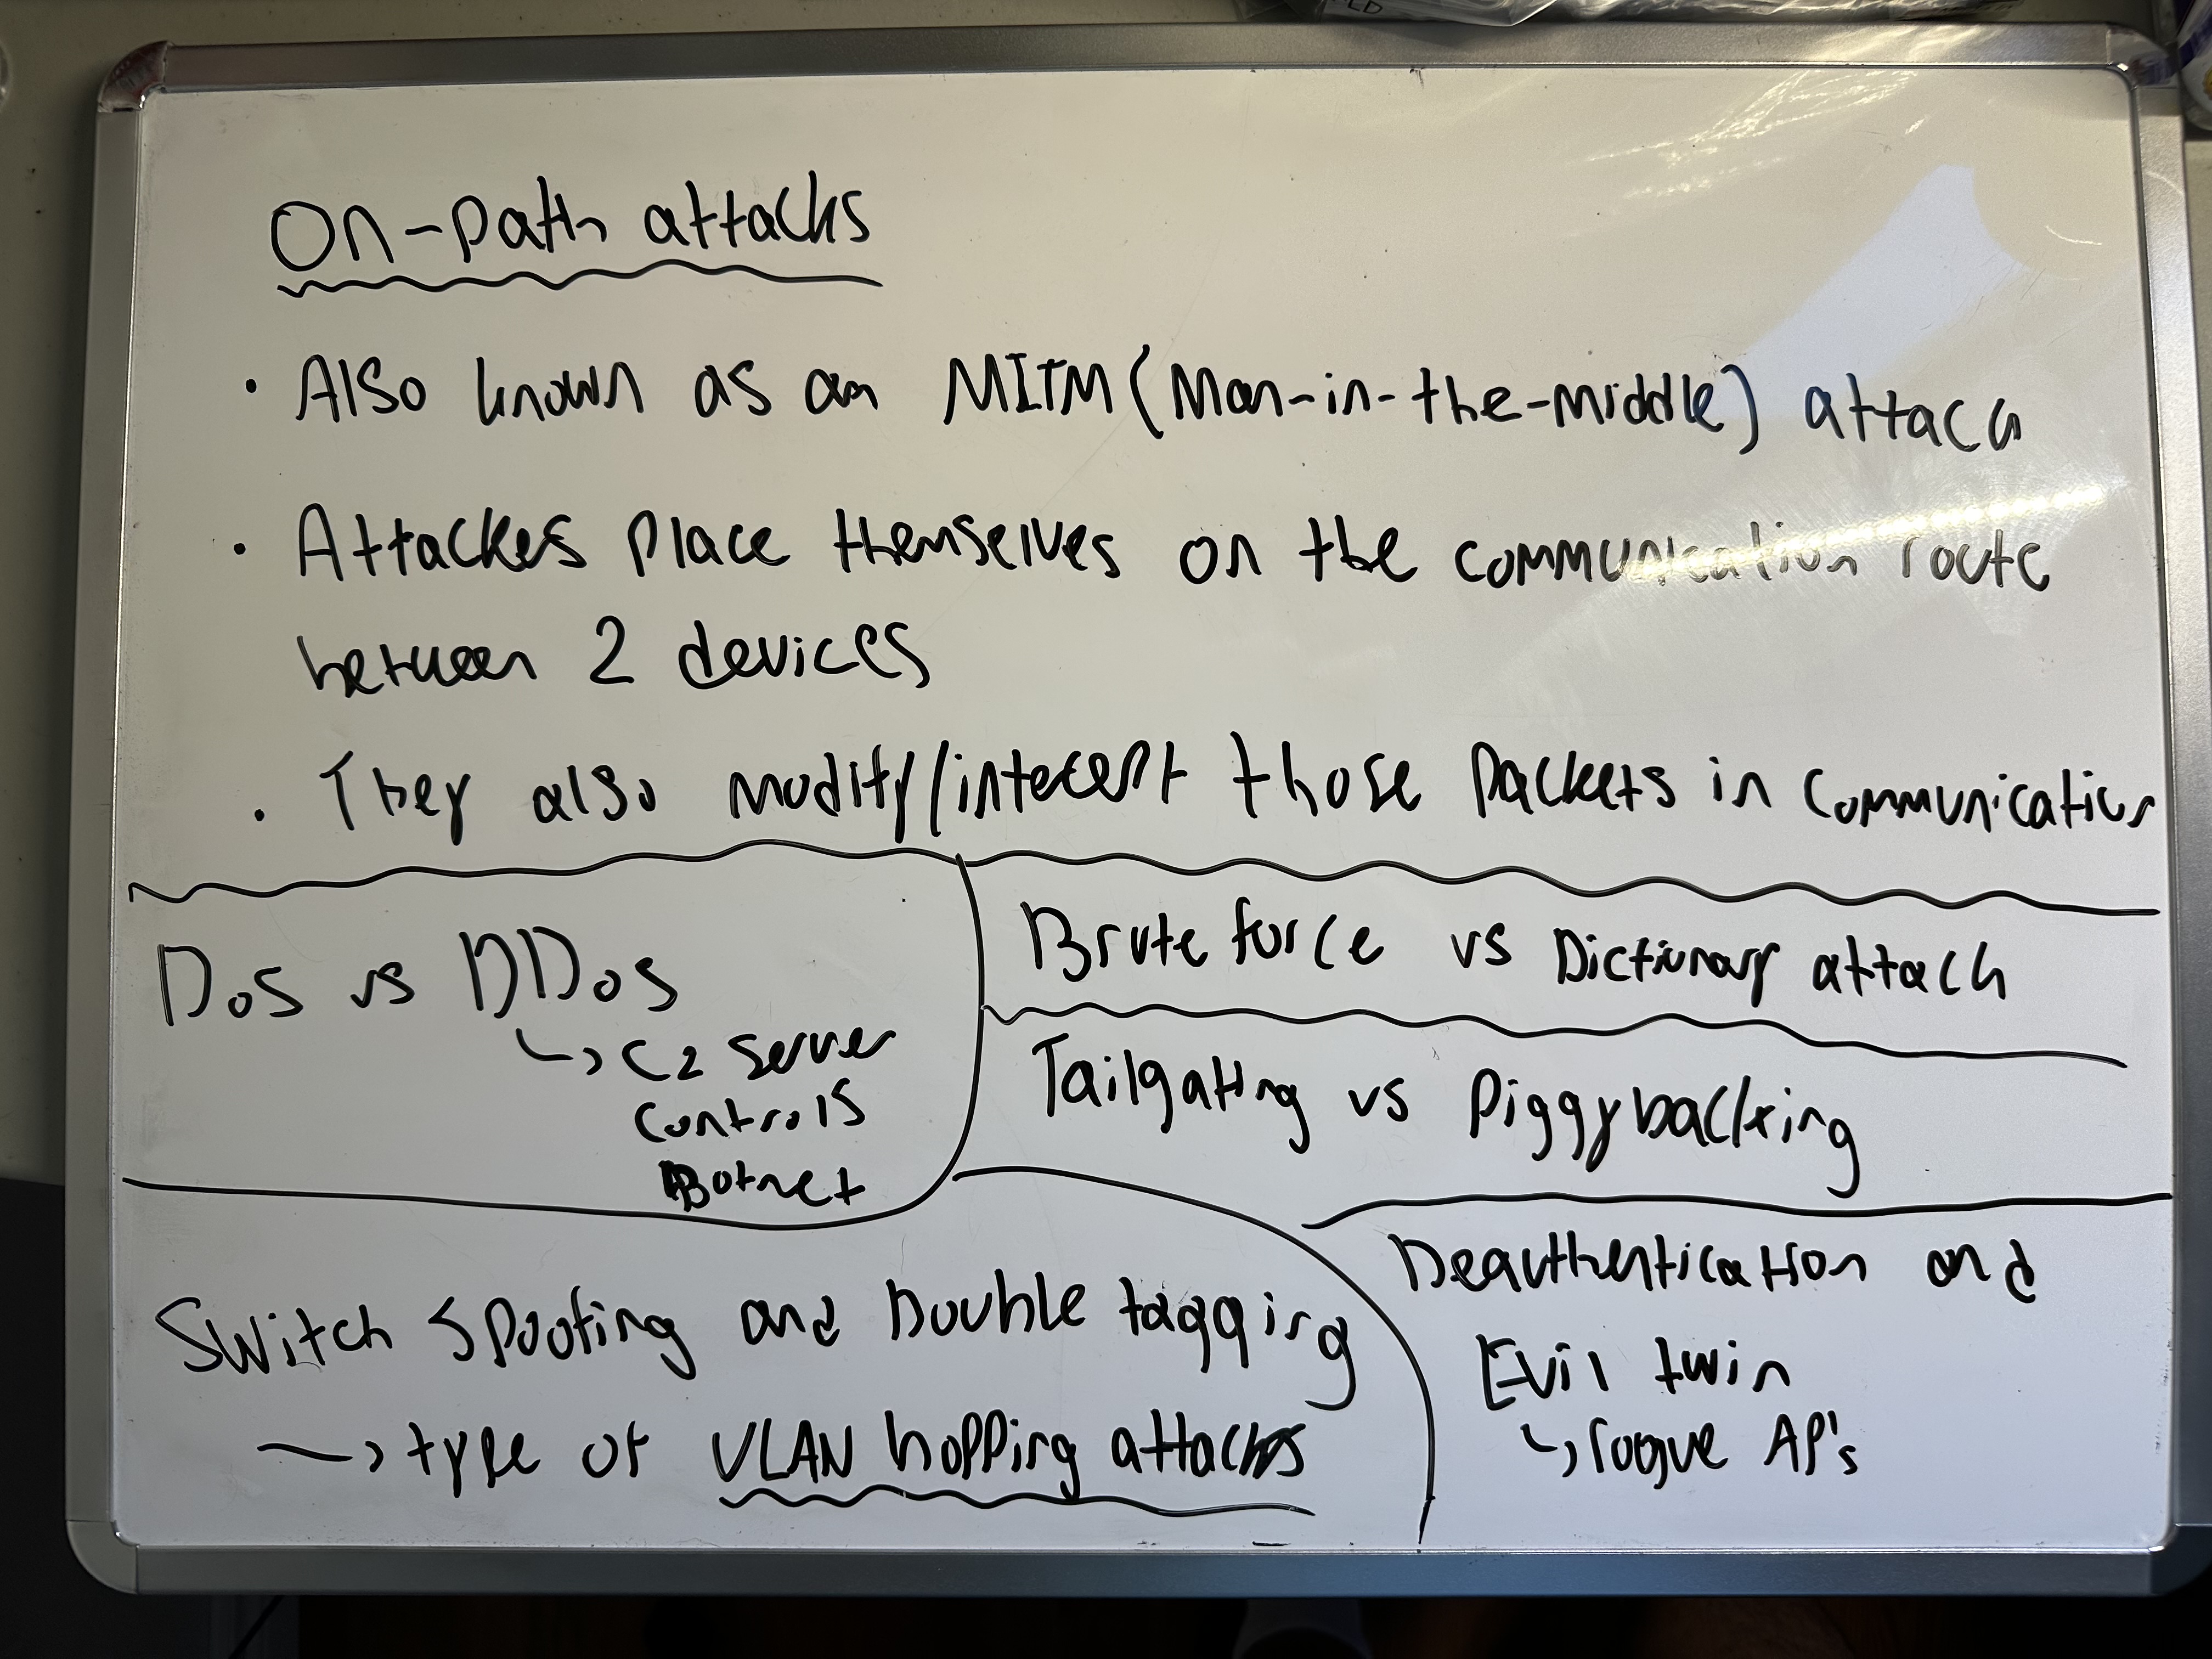 On-path attacks
• Also known as an MITM (Man-in-the-middle) attack
• Attackes place themselves on the communication route
between 2 devices
• They also modify/intecept those packets in communication
DoS vs DDoS
↳ C2 server
controls
Botnet
Brute force vs Dictionary attack
Tailgating vs Piggybacking
Switch spoofing and Double tagging
→ type of VLAN hopping attacks
Deauthentication and
Evil twin
↳ rogue AP's